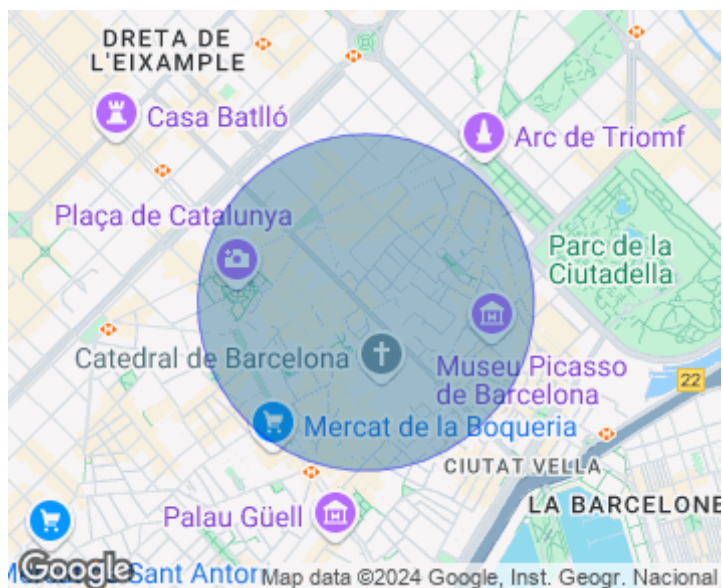 DRETA DE
L'EIXAMPLE
Casa Batlló
Arc de Triomf
Plaça de Catalunya
Parc de la
Ciutadella
Catedral de Barcelona
Museu Picasso
de Barcelona
22
Mercat de la Boqueria
CIUTAT VELLA
LA BARCELONE
Palau Güell
Google
Sant Antor
Map data ©2024 Google, Inst. Geogr. Nacional